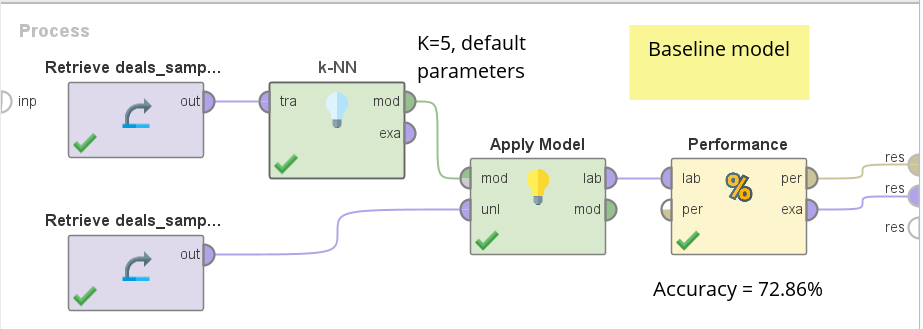 Process
inp
Retrieve deals_samp...
out
k-NN
tra
mod
exa
K=5, default
parameters
Baseline model
Retrieve deals_samp...
out
Apply Model
mod
unl
lab
mod
Performance
lab
per
%
per
exa
res
res
res
Accuracy = 72.86%